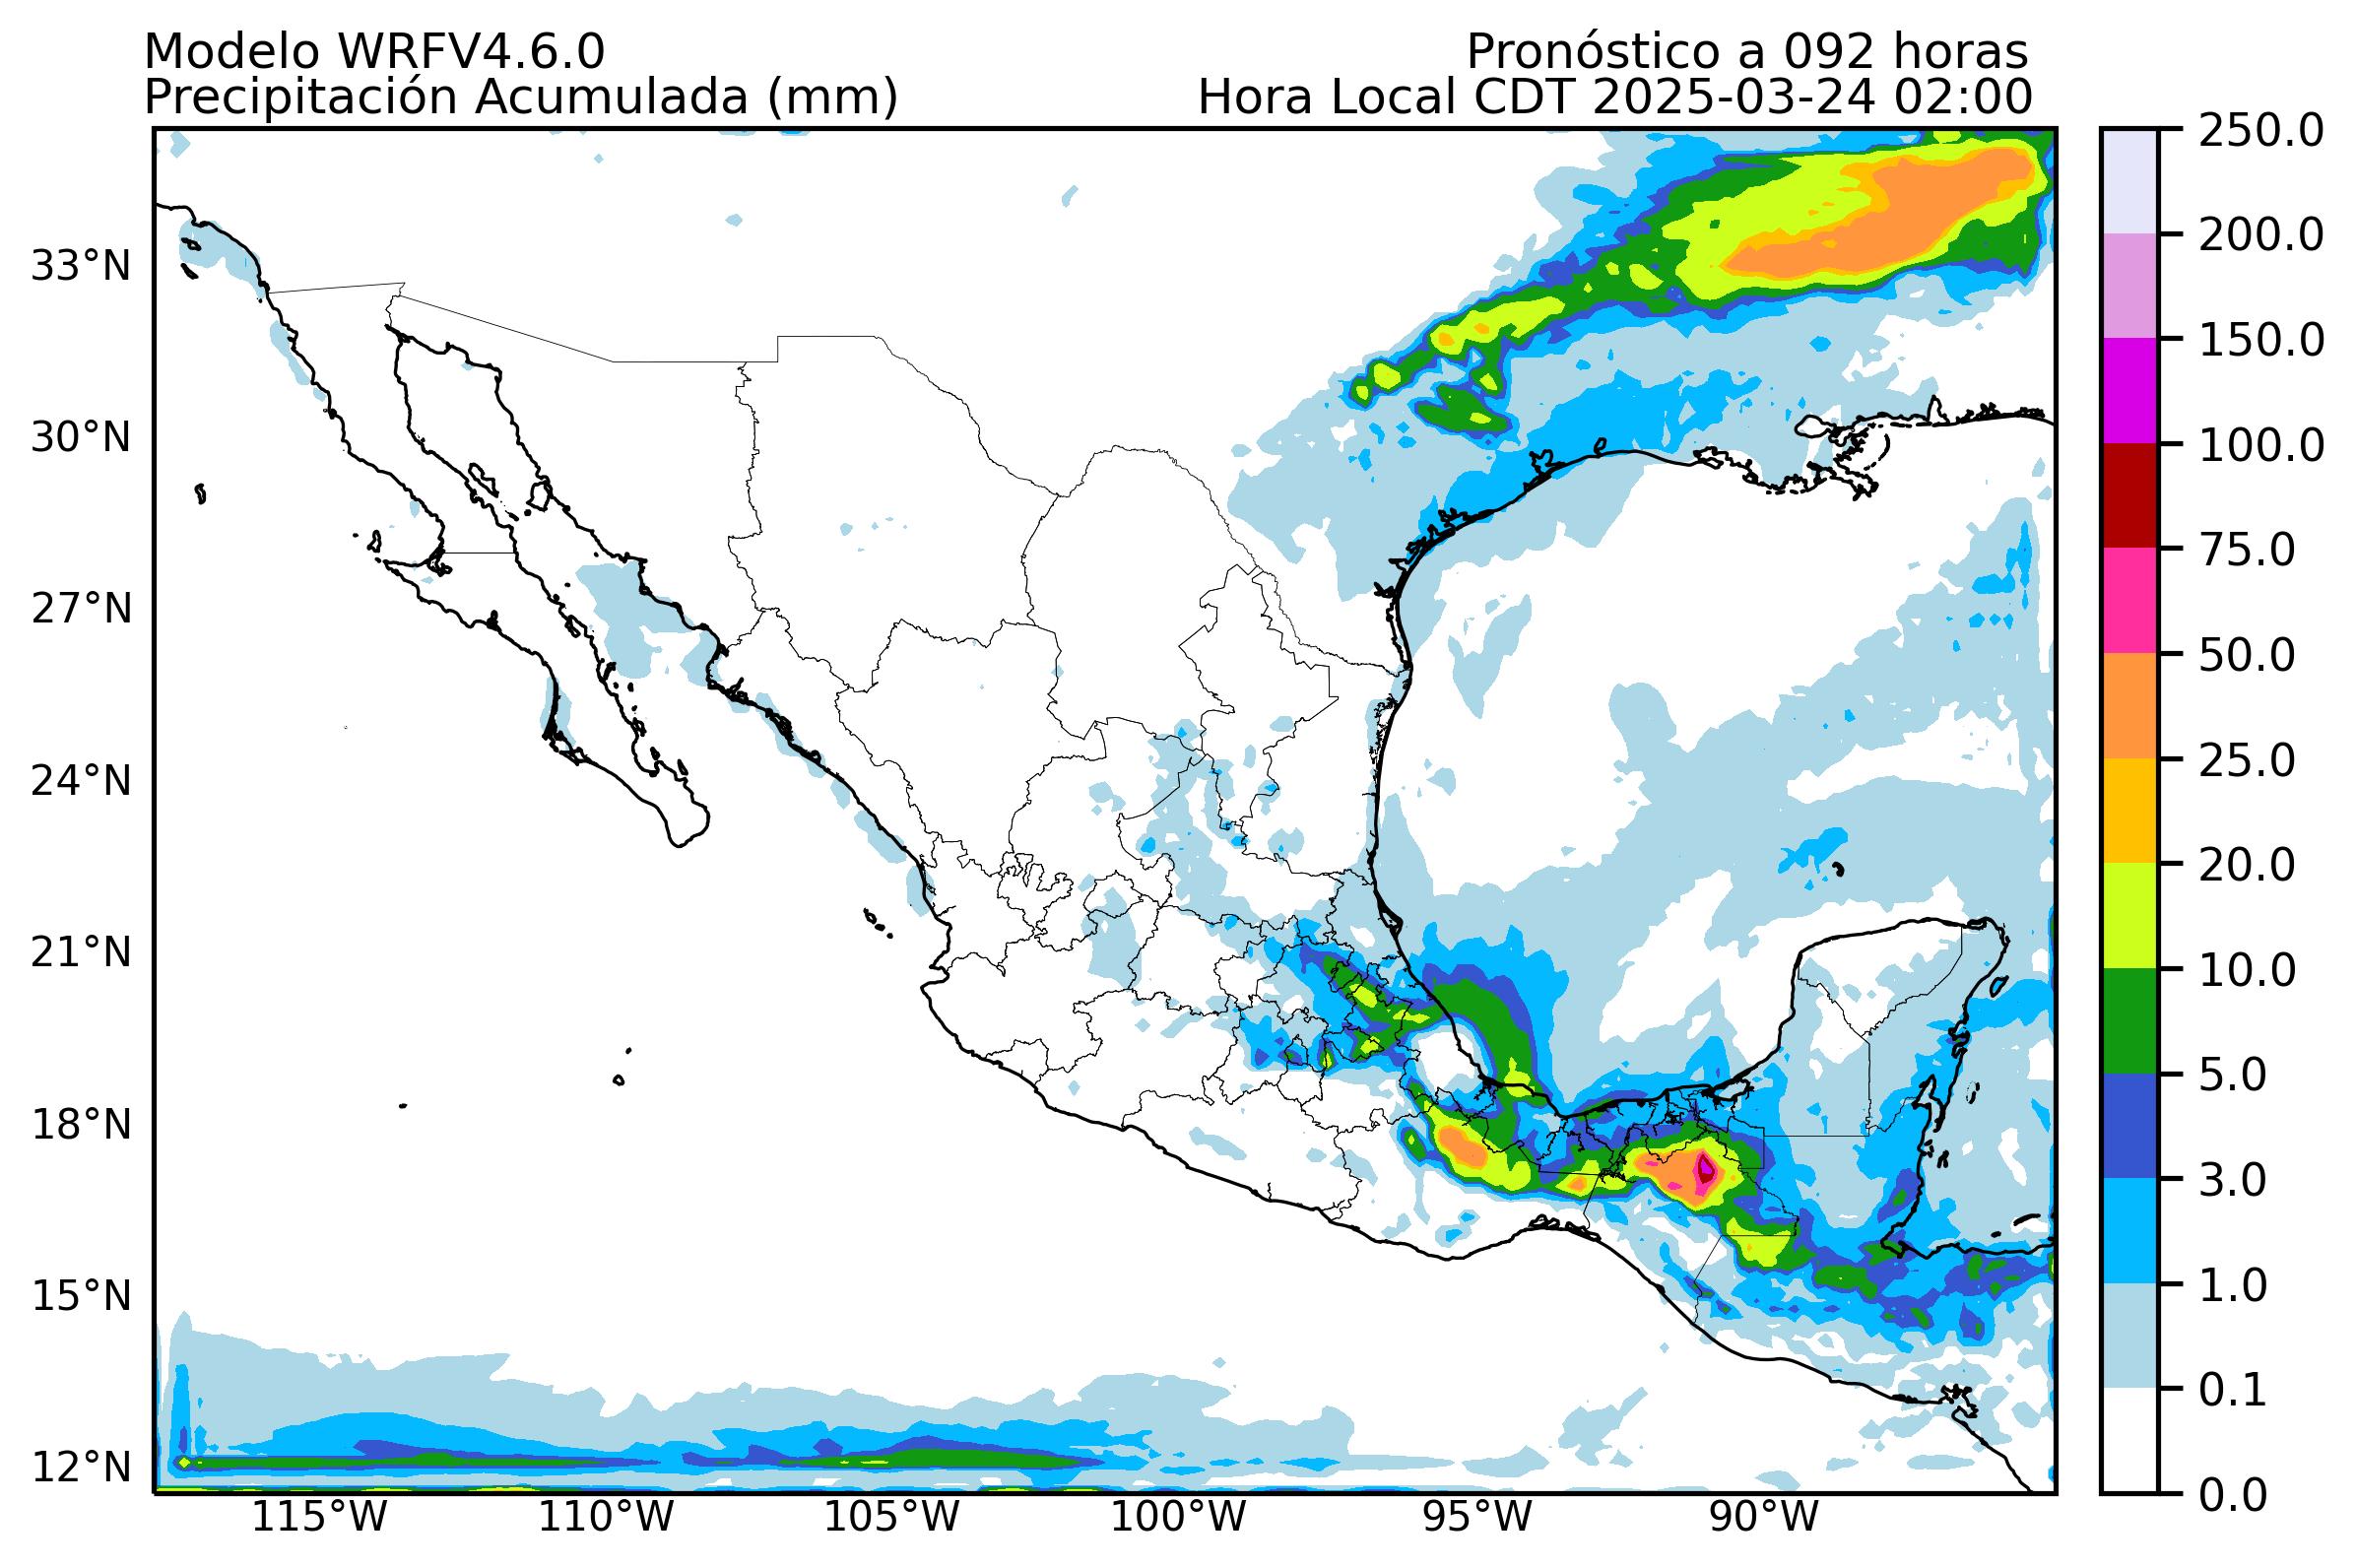 Modelo WRFV4.6.0
Pronóstico a 092 horas
Precipitación Acumulada (mm)
Hora Local CDT 2025-03-24 02:00
33°N
30°N
27°N
24°N
21°N
18°N
15°N
12°N
115°W
110°W
105°W
100°W
95°W
90°W
250.0
200.0
150.0
100.0
75.0
50.0
25.0
20.0
10.0
5.0
3.0
1.0
0.1
0.0